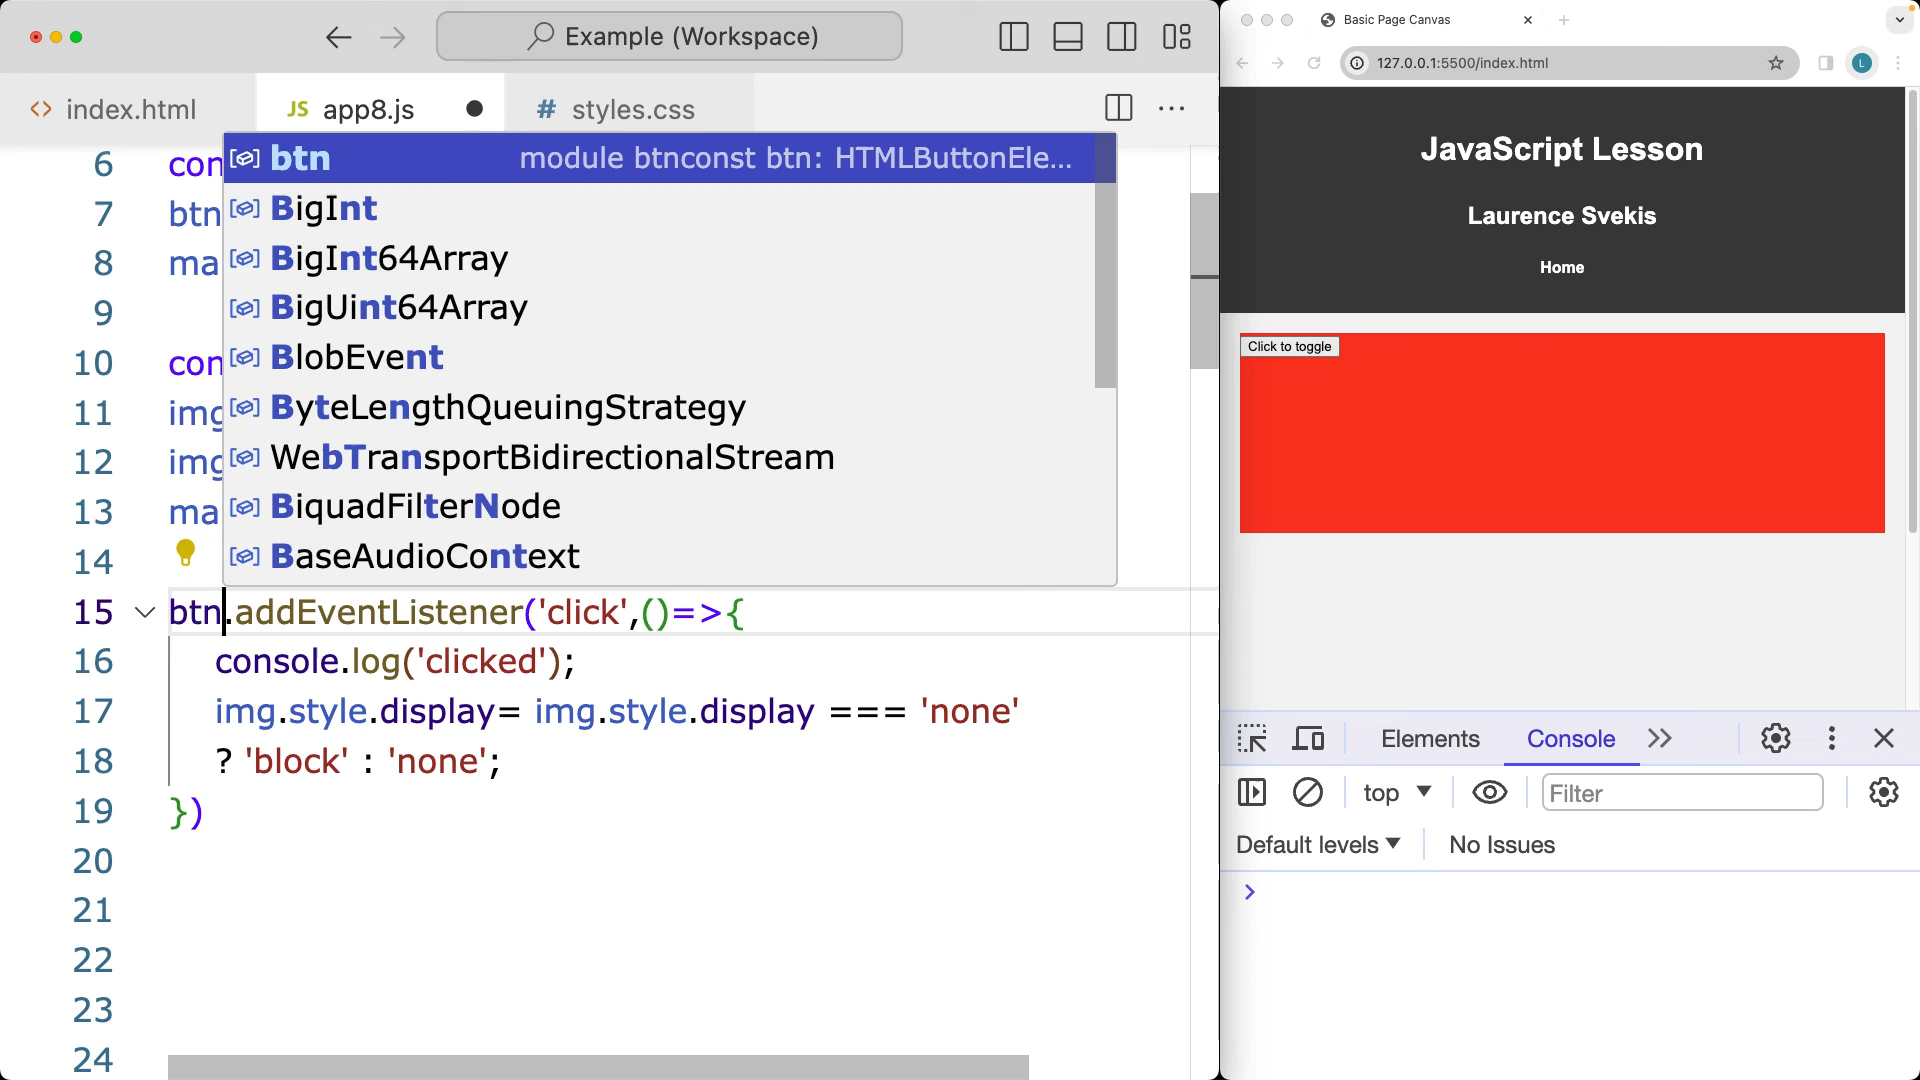 Example (Workspace)
index.html
JS app8.js
# styles.css
btn module btnconst btn: HTMLButtonEle...
BigInt
BigInt64Array
BigUint64Array
BlobEvent
ByteLengthQueuingStrategy
WebTransportBidirectionalStream
BiquadFilterNode
BaseAudioContext
6 con
7 btn
8 ma
9
10 con
11 img
12 img
13 ma
14
15 btn.addEventListener('click',()=>{
16 console.log('clicked');
17 img.style.display= img.style.display === 'none'
18 ? 'block' : 'none';
19 })
20
21
22
23
24
Basic Page Canvas
127.0.0.1:5500/index.html
L
JavaScript Lesson
Laurence Svekis
Home
Click to toggle
Elements Console
top Filter
Default levels No Issues